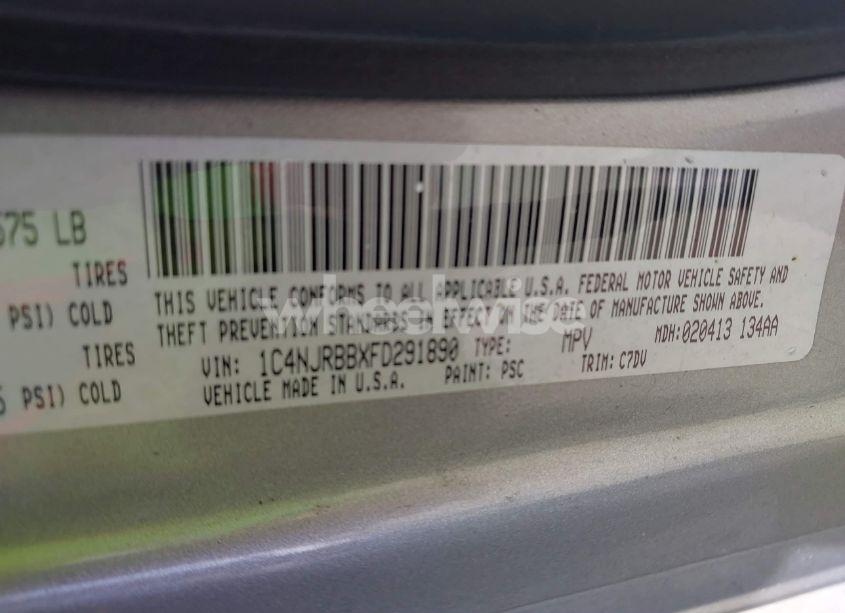 575 LB
TIRES
PSI) COLD
TIRES
PSI) COLD
THIS VEHICLE CONFORMS TO ALL APPLICABLE U.S.A. FEDERAL MOTOR VEHICLE SAFETY AND
THEFT PREVENTION STANDARDS IN EFFECT ON THE DATE OF MANUFACTURE SHOWN ABOVE.
VIN: 1C4NJRBBXFD291890 TYPE: MPV MDH: 020413 134AA
VEHICLE MADE IN U.S.A. PAINT: PSC TRIM: C7DV
wheelwise